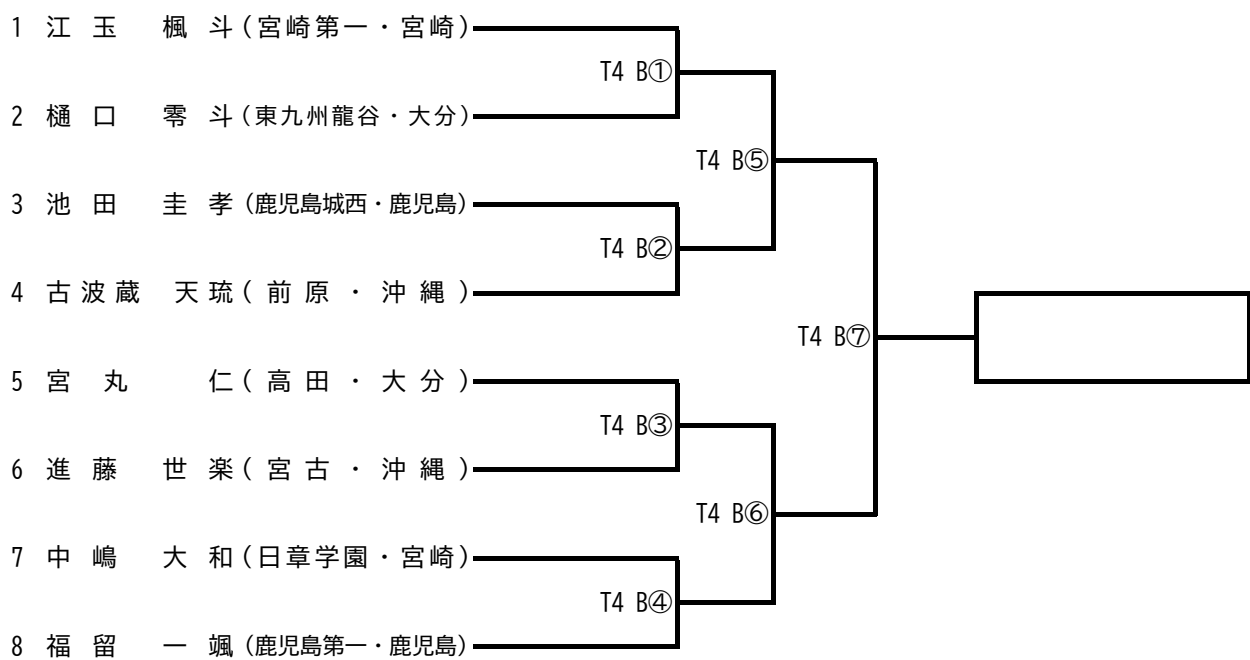 1 江玉 楓斗(宮崎第一・宮崎)
T4 B①
2 樋口 零斗(東九州龍谷・大分)
T4 B⑤
3 池田 圭孝(鹿児島城西・鹿児島)
T4 B②
4 古波蔵 天琉(前原・沖縄)
T4 B⑦
5 宮丸 仁(高田・大分)
T4 B③
6 進藤 世楽(宮古・沖縄)
T4 B⑥
7 中嶋 大和(日章学園・宮崎)
T4 B④
8 福留 一颯(鹿児島第一・鹿児島)